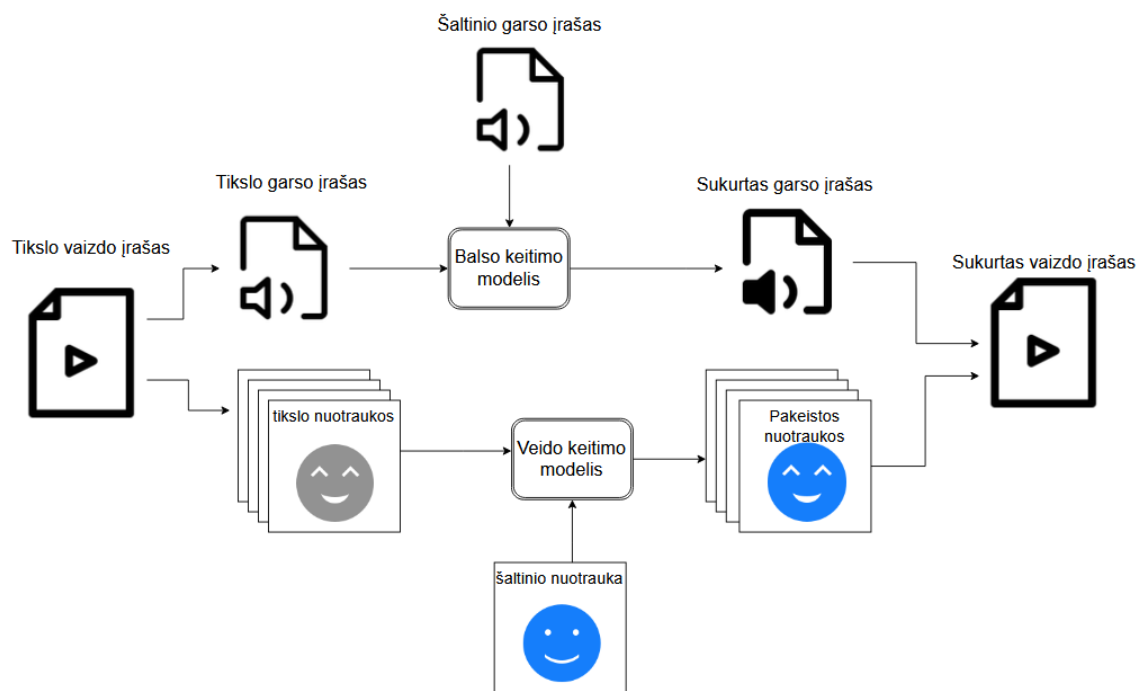 Šaltinio garso įrašas
Tikslo garso įrašas
Sukurtas garso įrašas
Tikslo vaizdo įrašas
Balso keitimo
modelis
Sukurtas vaizdo įrašas
tikslo nuotraukos
Veido keitimo
modelis
Pakeistos
nuotraukos
šaltinio nuotrauka